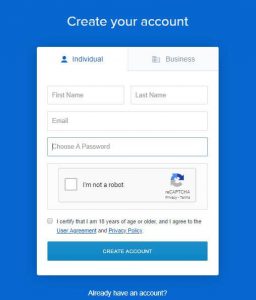 Create your account
Individual
Business
First Name
Last Name
Email
Choose A Password
I'm not a robot
reCAPTCHA
Privacy - Terms
I certify that I am 18 years of age or older, and I agree to the
User Agreement and Privacy Policy.
CREATE ACCOUNT
Already have an account?